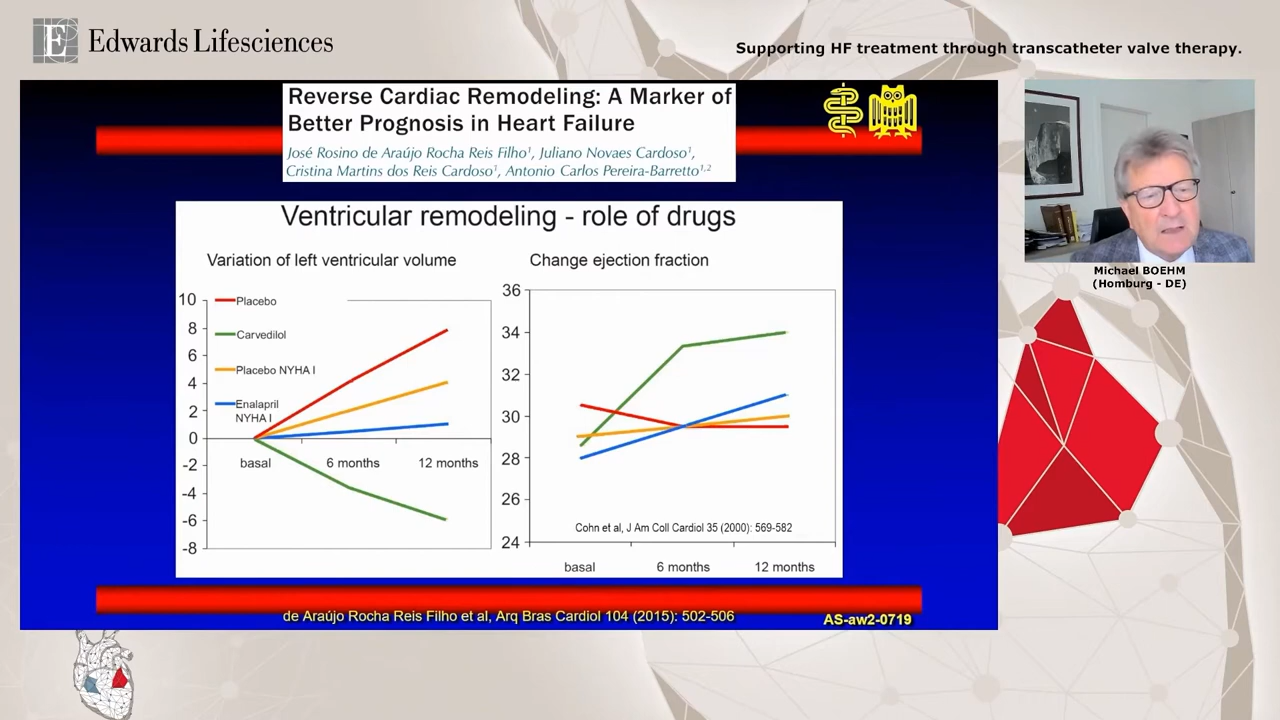 Edwards Lifesciences
Supporting HF treatment through transcatheter valve therapy.
Reverse Cardiac Remodeling: A Marker of
Better Prognosis in Heart Failure
José Rosino de Araújo Rocha Reis Filho¹, Juliano Novaes Cardoso¹,
Cristina Martins dos Reis Cardoso¹, Antonio Carlos Pereira-Barretto¹,²
Ventricular remodeling - role of drugs
Variation of left ventricular volume
10
8
6
4
2
0
-2
-4
-6
-8
Placebo
Carvedilol
Placebo NYHA I
Enalapril
NYHA I
basal
6 months
12 months
Change ejection fraction
36
34
32
30
28
26
24
Cohn et al, J Am Coll Cardiol 35 (2000): 569-582
basal
6 months
12 months
de Araújo Rocha Reis Filho et al, Arq Bras Cardiol 104 (2015): 502-506
AS-aw2-0719
Michael BOEHM
(Homburg - DE)